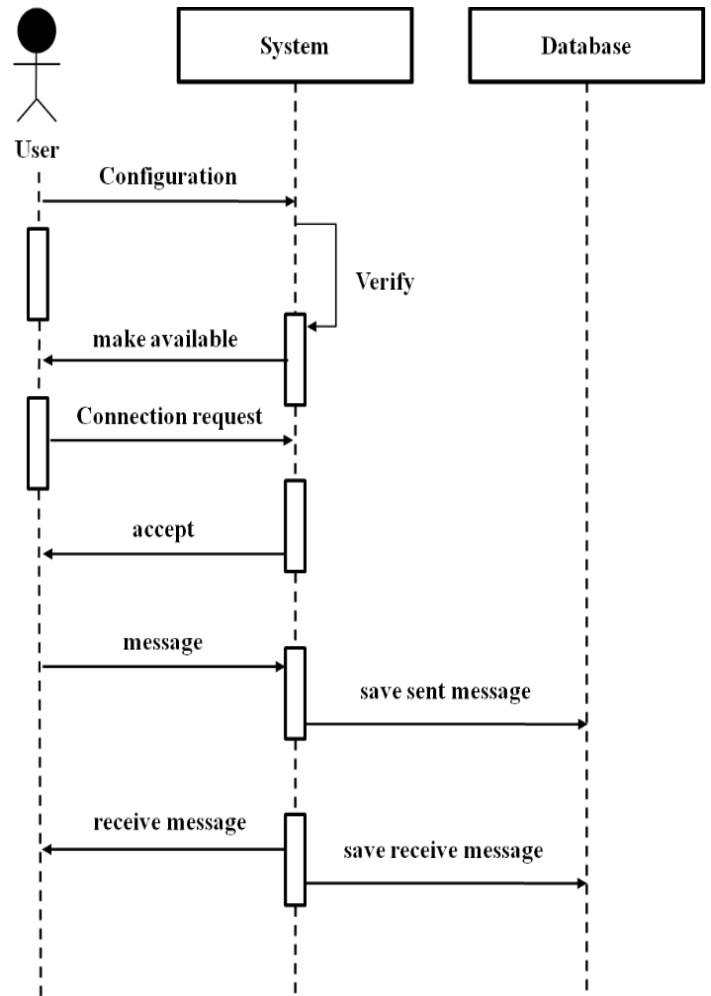 System
Database
User
Configuration
Verify
make available
Connection request
accept
message
save sent message
receive message
save receive message